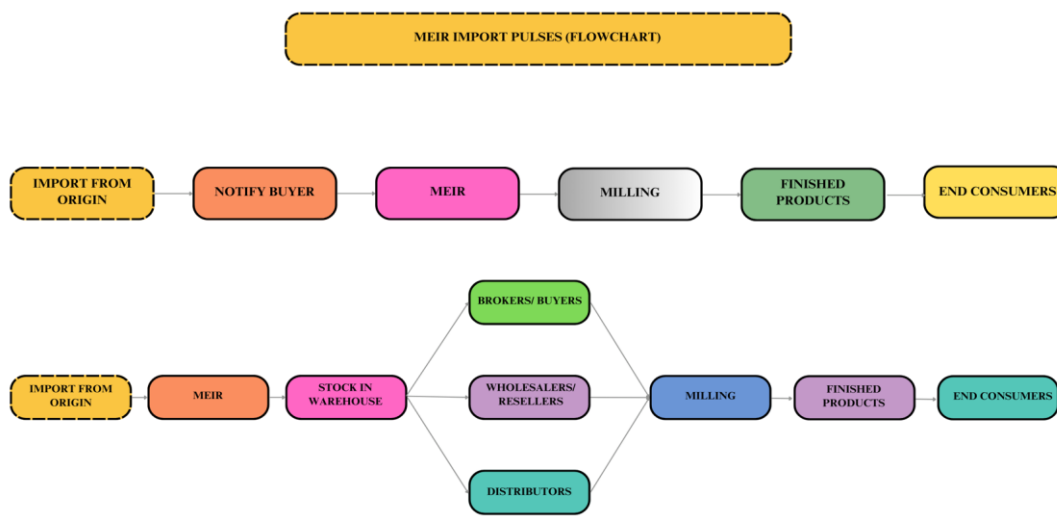 MEIR IMPORT PULSES (FLOWCHART)
IMPORT FROM
ORIGIN
NOTIFY BUYER
MEIR
MILLING
FINISHED
PRODUCTS
END CONSUMERS
BROKERS/ BUYERS
IMPORT FROM
ORIGIN
MEIR
STOCK IN
WAREHOUSE
WHOLESALERS/
RESELLERS
MILLING
FINISHED
PRODUCTS
END CONSUMERS
DISTRIBUTORS